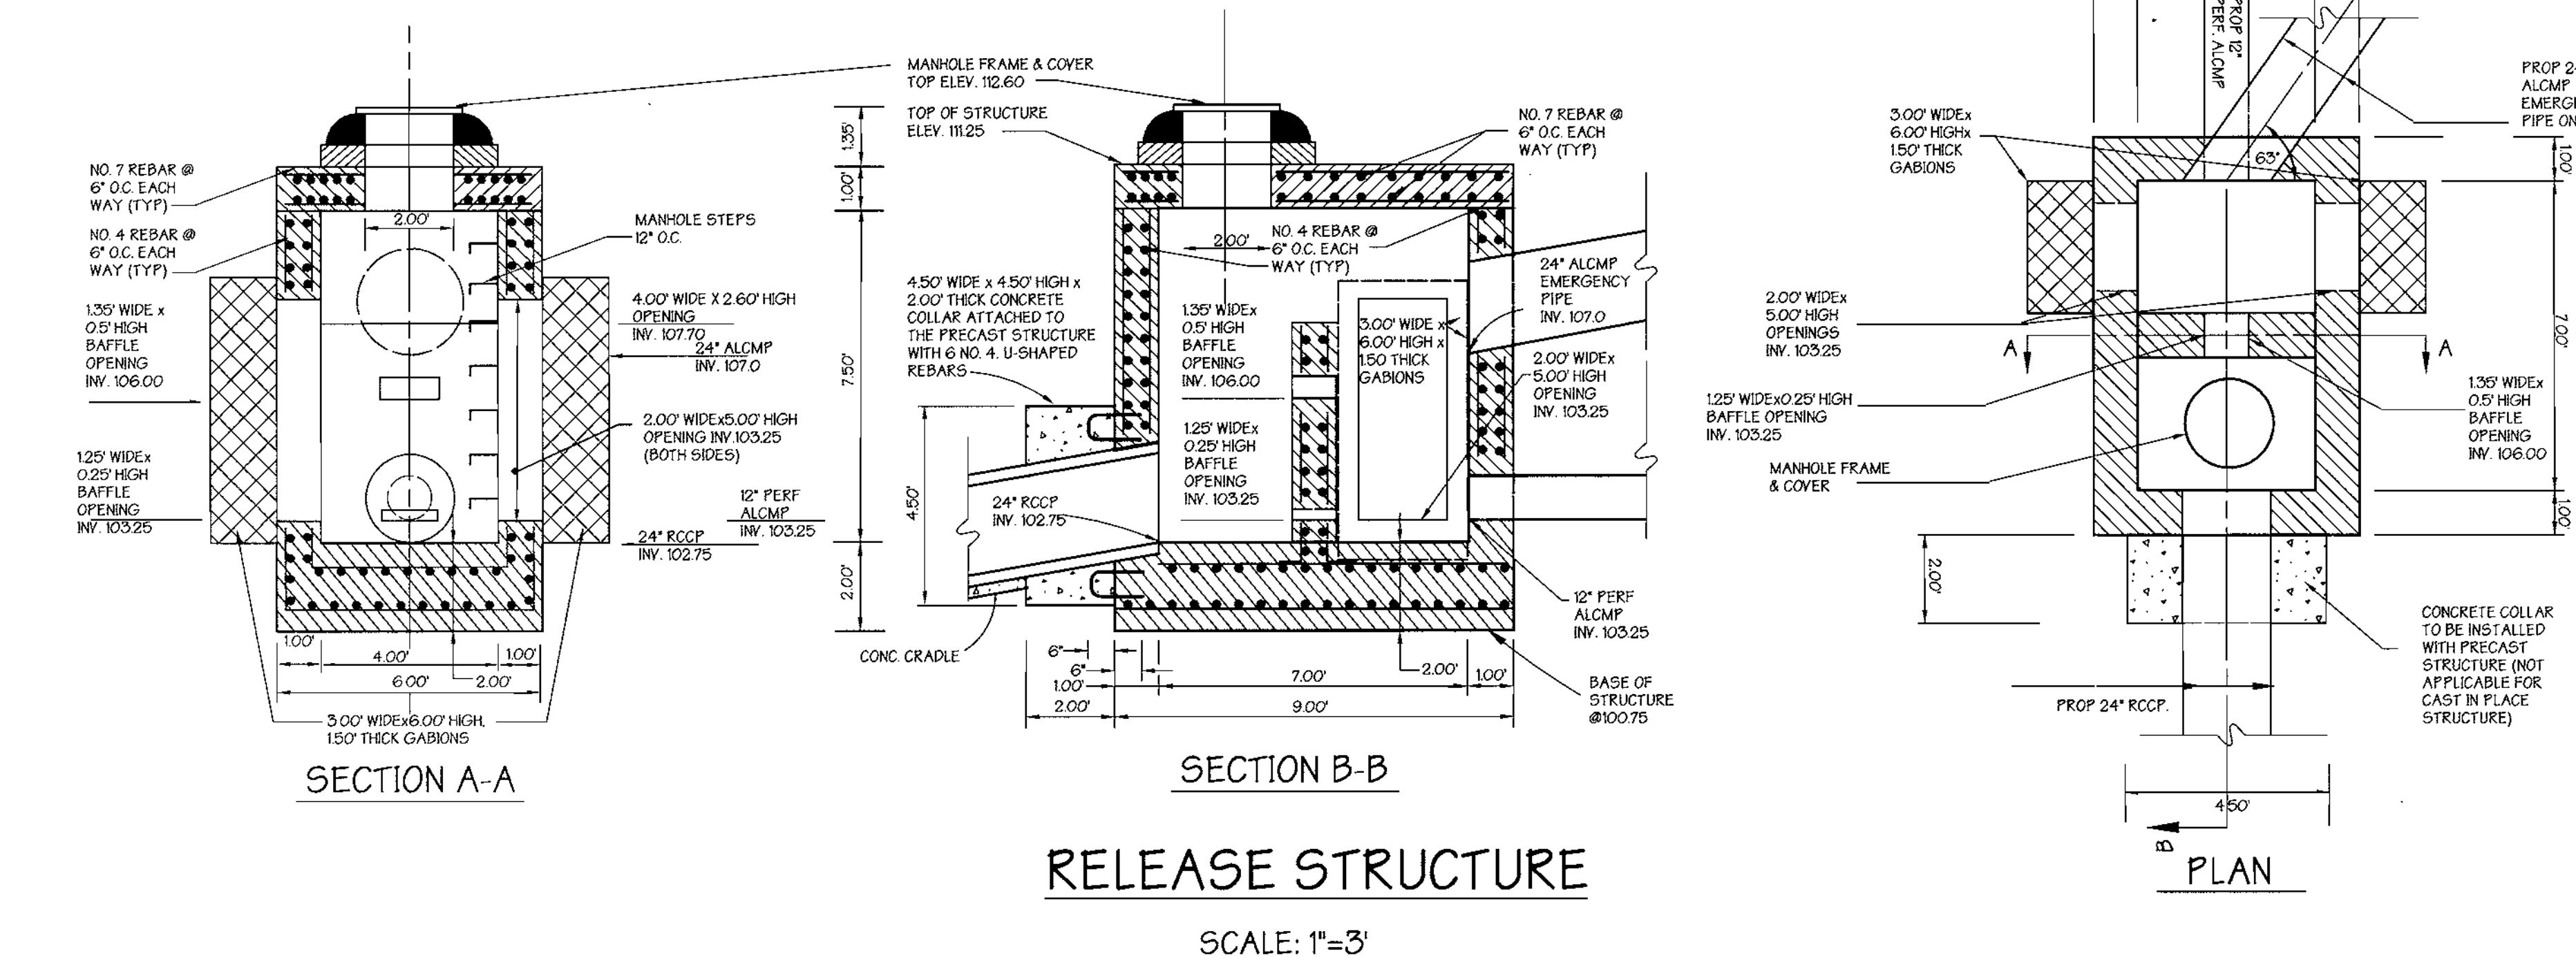 NO. 7 REBAR @
6" O.C. EACH
WAY (TYP)
NO. 4 REBAR @
6" O.C. EACH
WAY (TYP)
1.35' WIDE x
0.5' HIGH
BAFFLE
OPENING
INV. 106.00
1.25' WIDEx
0.25' HIGH
BAFFLE
OPENING
INV. 103.25
2.00'
MANHOLE STEPS
12" O.C.
4.00' WIDE X 2.60' HIGH
OPENING
INV. 107.70
24" ALCMP
INV. 107.0
2.00' WIDEx5.00' HIGH
OPENING INV.103.25
(BOTH SIDES)
12" PERF
ALCMP
INV. 103.25
24" RCCP
INV. 102.75
1.00'
4.00'
1.00'
6.00'
2.00'
3.00' WIDEx6.00' HIGH,
1.50' THICK GABIONS
SECTION A-A
1.35'
1.00'
7.50'
2.00'
MANHOLE FRAME & COVER
TOP ELEV. 112.60
TOP OF STRUCTURE
ELEV. 111.25
NO. 7 REBAR @
6" O.C. EACH
WAY (TYP)
2.00'
NO. 4 REBAR @
6" O.C. EACH
WAY (TYP)
4.50' WIDE x 4.50' HIGH x
2.00' THICK CONCRETE
COLLAR ATTACHED TO
THE PRECAST STRUCTURE
WITH 6 NO. 4. U-SHAPED
REBARS
24" ALCMP
EMERGENCY
PIPE
INV. 107.0
1.35' WIDEx
0.5' HIGH
BAFFLE
OPENING
INV. 106.00
3.00' WIDE x
6.00' HIGH x
1.50 THICK
GABIONS
2.00' WIDEx
5.00' HIGH
OPENING
INV. 103.25
1.25' WIDEx
0.25' HIGH
BAFFLE
OPENING
INV. 103.25
4.50'
24" RCCP
INV. 102.75
12" PERF
ALCMP
INV. 103.25
CONC. CRADLE
6"
6"
1.00'
7.00'
2.00'
1.00'
2.00'
9.00'
BASE OF
STRUCTURE
@100.75
SECTION B-B
RELEASE STRUCTURE
SCALE: 1"=3'
PROP 12"
PERF. ALCMP
PROP 2
ALCMP
EMERG
PIPE ON
3.00' WIDEx
6.00' HIGHx
1.50' THICK
GABIONS
63°
1.00'
2.00' WIDEx
5.00' HIGH
OPENINGS
INV. 103.25
7.00'
A
A
1.25' WIDEx0.25' HIGH
BAFFLE OPENING
INV. 103.25
1.35' WIDEx
0.5' HIGH
BAFFLE
OPENING
INV. 106.00
MANHOLE FRAME
& COVER
1.00'
2.00'
CONCRETE COLLAR
TO BE INSTALLED
WITH PRECAST
STRUCTURE (NOT
APPLICABLE FOR
CAST IN PLACE
STRUCTURE)
PROP 24" RCCP.
4.50'
B
PLAN